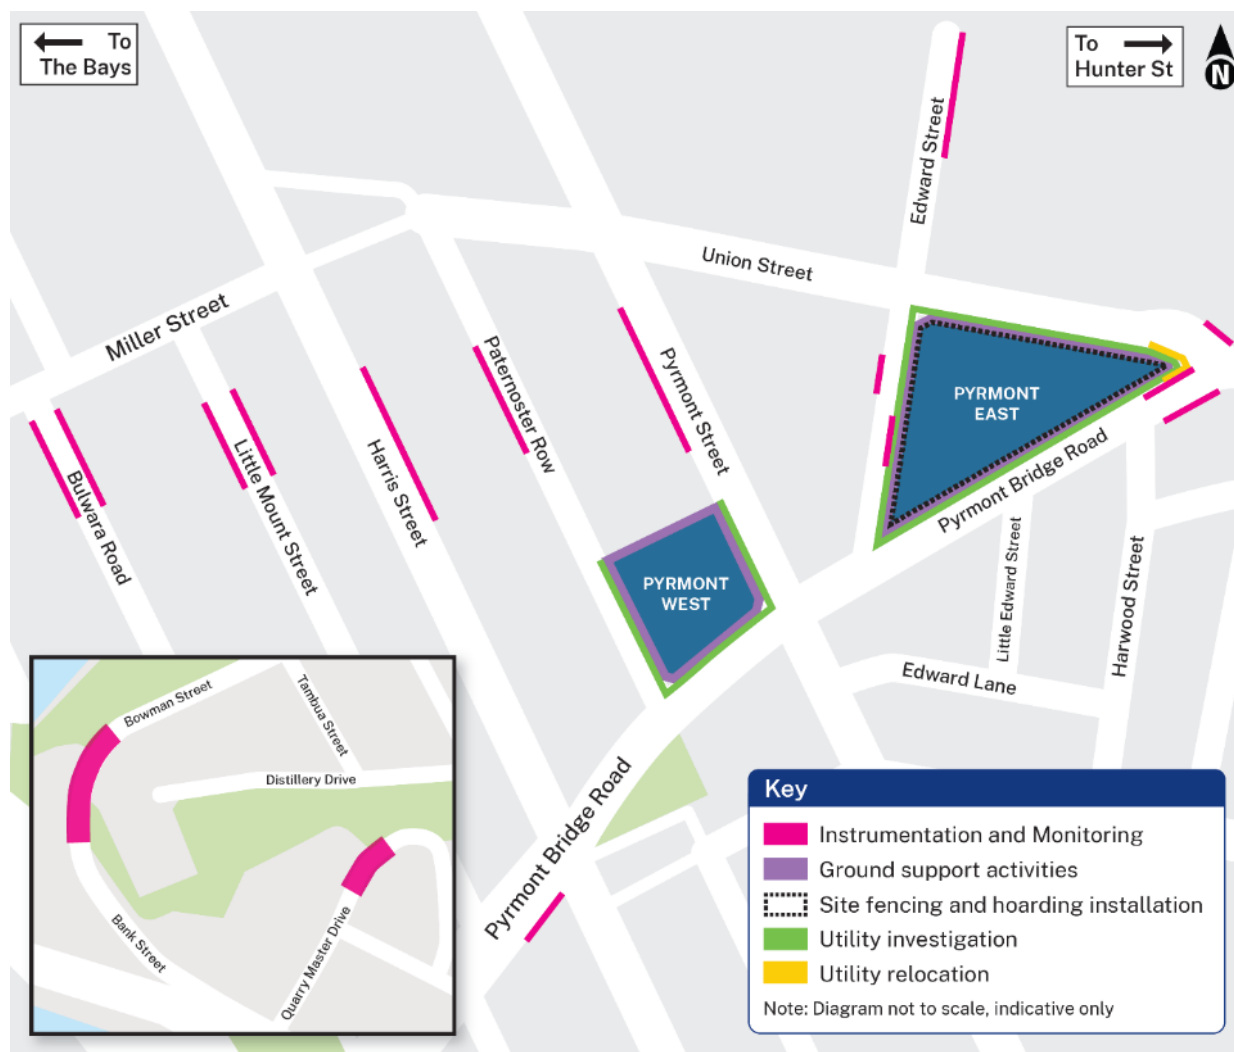 To
The Bays
To
Hunter St
N
Edward Street
Union Street
Miller Street
Paternoster Row
Pyrmont Street
PYRMONT
EAST
Harris Street
Little Mount Street
Bulwara Road
Pyrmont Bridge Road
PYRMONT
WEST
Little Edward Street
Harwood Street
Edward Lane
Pyrmont Bridge Road
Bowman Street
Tambua Street
Distillery Drive
Bank Street
Quarry Master Drive
Key
Instrumentation and Monitoring
Ground support activities
Site fencing and hoarding installation
Utility investigation
Utility relocation
Note: Diagram not to scale, indicative only